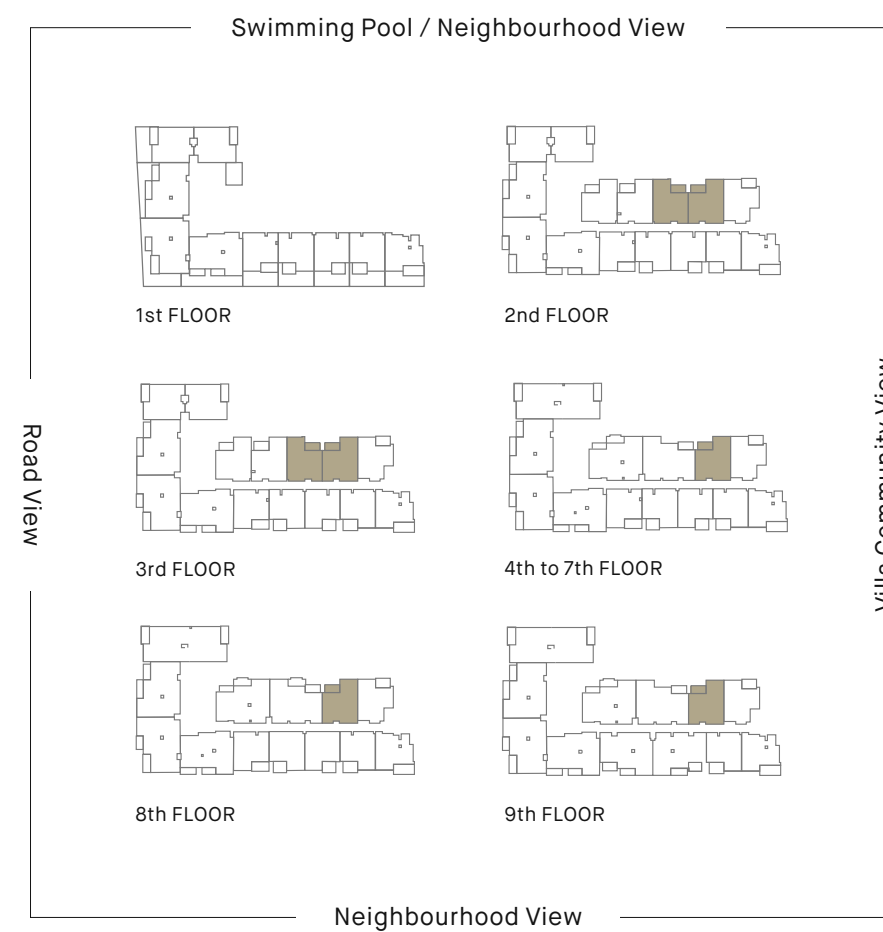 Swimming Pool / Neighbourhood View
1st FLOOR
2nd FLOOR
Road View
Villa Community View
3rd FLOOR
4th to 7th FLOOR
8th FLOOR
9th FLOOR
Neighbourhood View